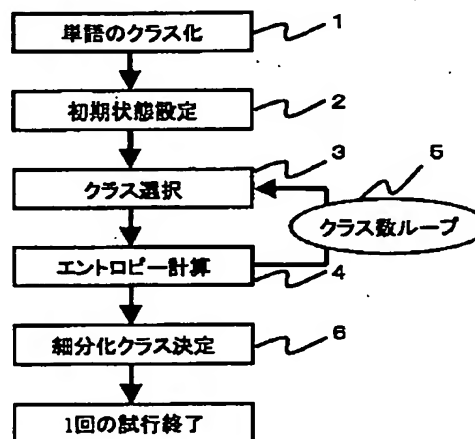 単語のクラス化
1
初期状態設定
2
クラス選択
3
5
クラス数ループ
エントロピー計算
4
細分化クラス決定
6
1回の試行終了